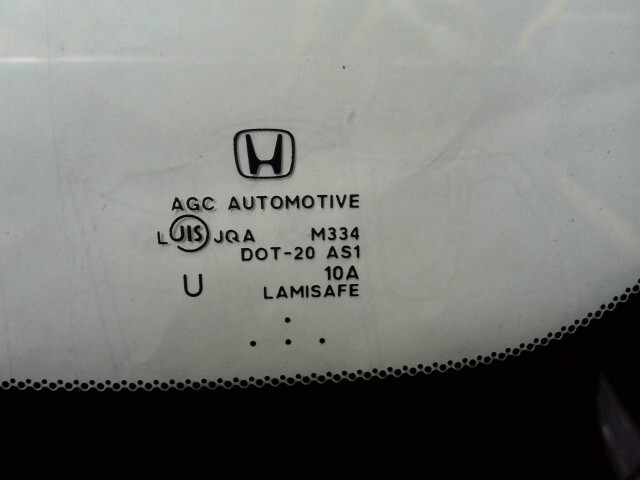 AGC AUTOMOTIVE
L JIS JQA M334
DOT-20 AS1
U 10A
LAMISAFE